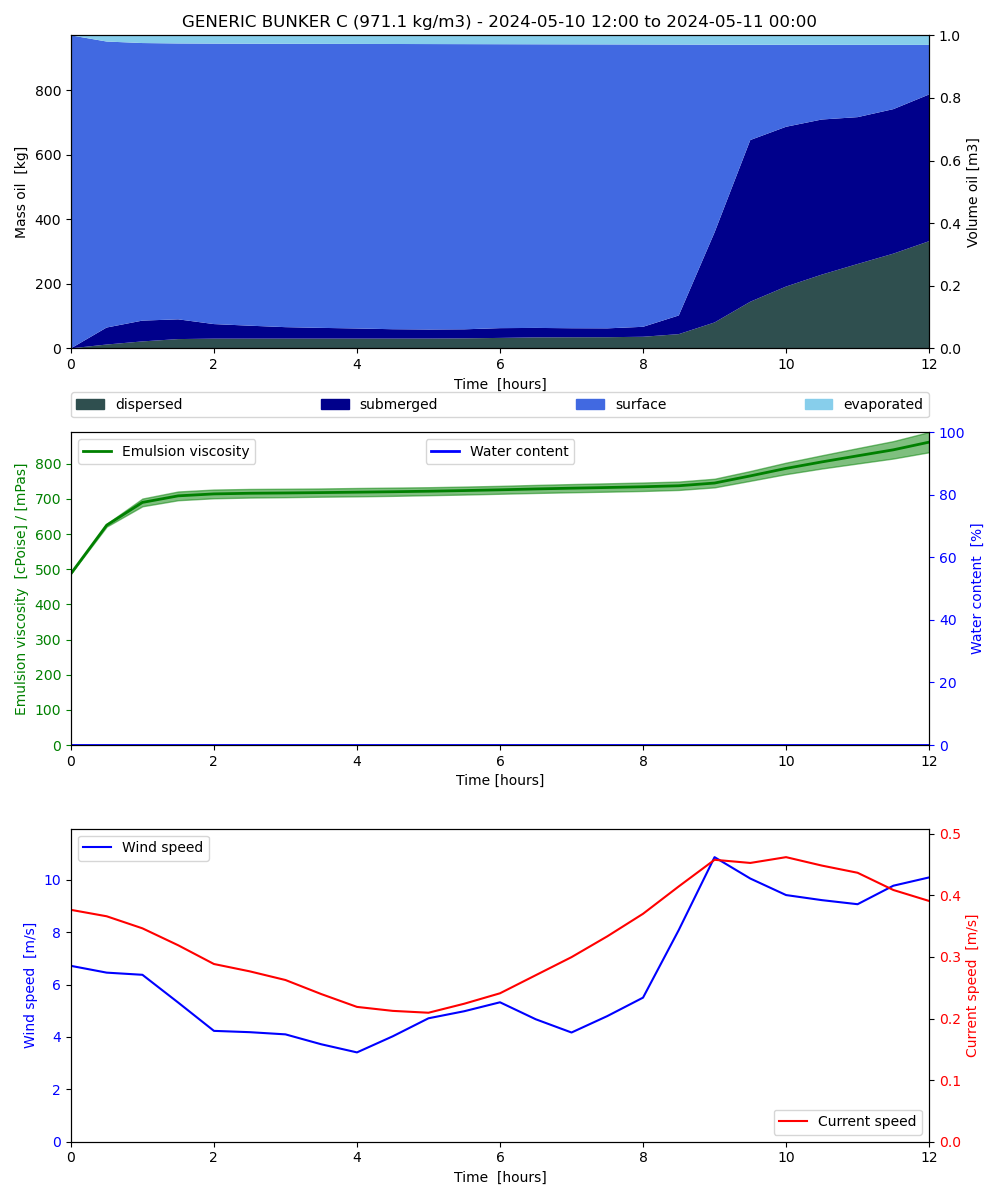 GENERIC BUNKER C (971.1 kg/m3) - 2024-05-10 12:00 to 2024-05-11 00:00
Mass oil [kg]
800
600
400
200
0
1.0
0.8
0.6
0.4
0.2
0.0
Volume oil [m3]
0 2 4 6 8 10 12
Time [hours]
dispersed submerged surface evaporated
Emulsion viscosity [cPoise] / [mPas]
800
700
600
500
400
300
200
100
0
Emulsion viscosity
Water content
100
80
60
40
20
0
Water content [%]
0 2 4 6 8 10 12
Time [hours]
Wind speed [m/s]
10
8
6
4
2
0
Wind speed
0.5
0.4
0.3
0.2
0.1
0.0
Current speed [m/s]
Current speed
0 2 4 6 8 10 12
Time [hours]